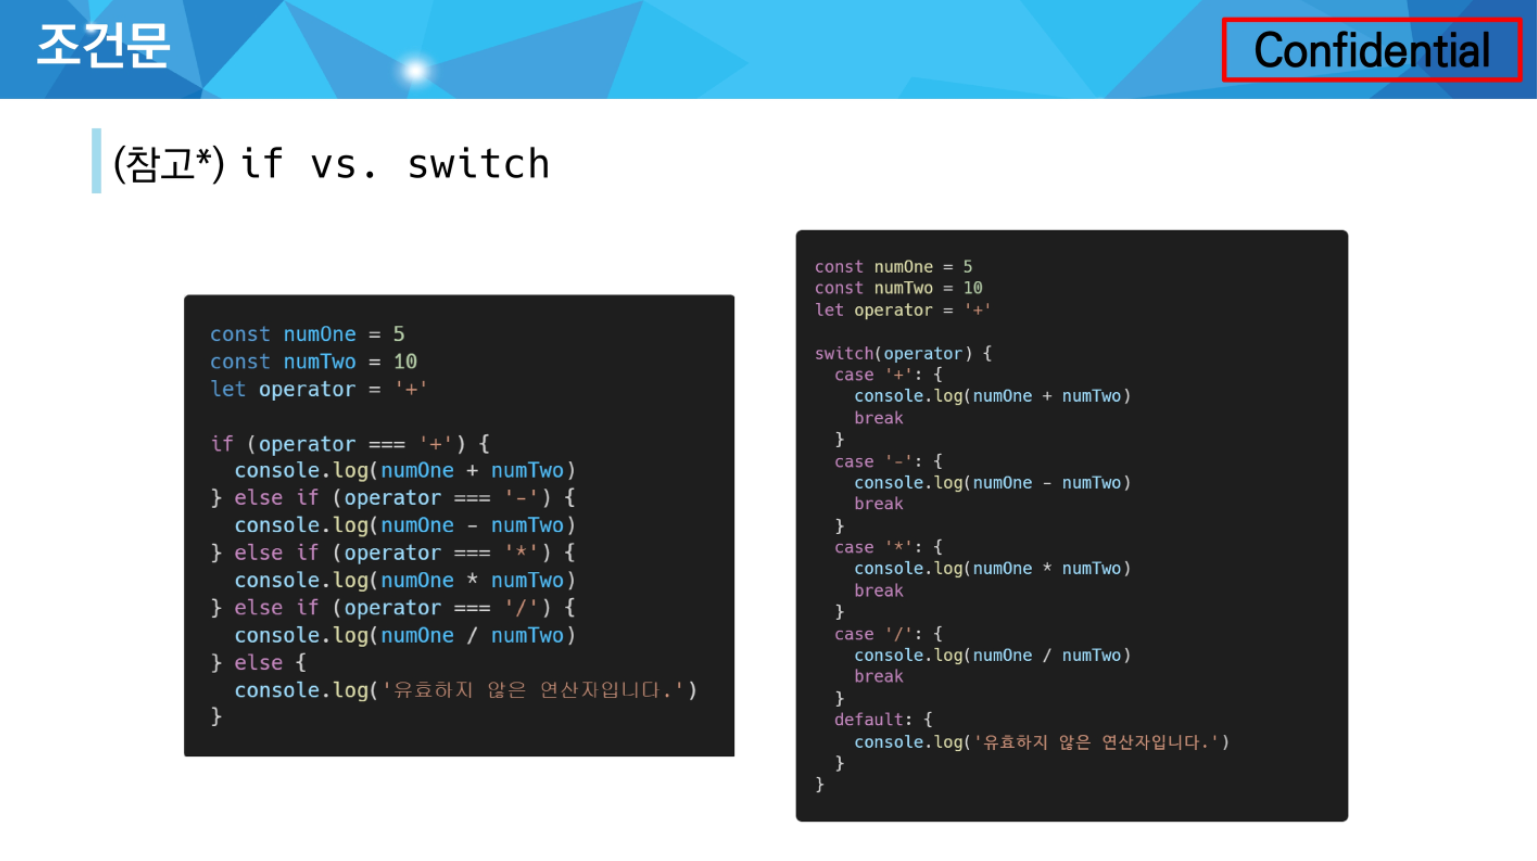 조건문
Confidential
(참고*) if vs. switch
const numOne = 5
const numTwo = 10
let operator = '+'
if (operator === '+') {
  console.log(numOne + numTwo)
} else if (operator === '-') {
  console.log(numOne - numTwo)
} else if (operator === '*') {
  console.log(numOne * numTwo)
} else if (operator === '/') {
  console.log(numOne / numTwo)
} else {
  console.log('유효하지 않은 연산자입니다.')
}
const numOne = 5
const numTwo = 10
let operator = '+'
switch(operator) {
  case '+': {
    console.log(numOne + numTwo)
    break
  }
  case '-': {
    console.log(numOne - numTwo)
    break
  }
  case '*': {
    console.log(numOne * numTwo)
    break
  }
  case '/': {
    console.log(numOne / numTwo)
    break
  }
  default: {
    console.log('유효하지 않은 연산자입니다.')
  }
}